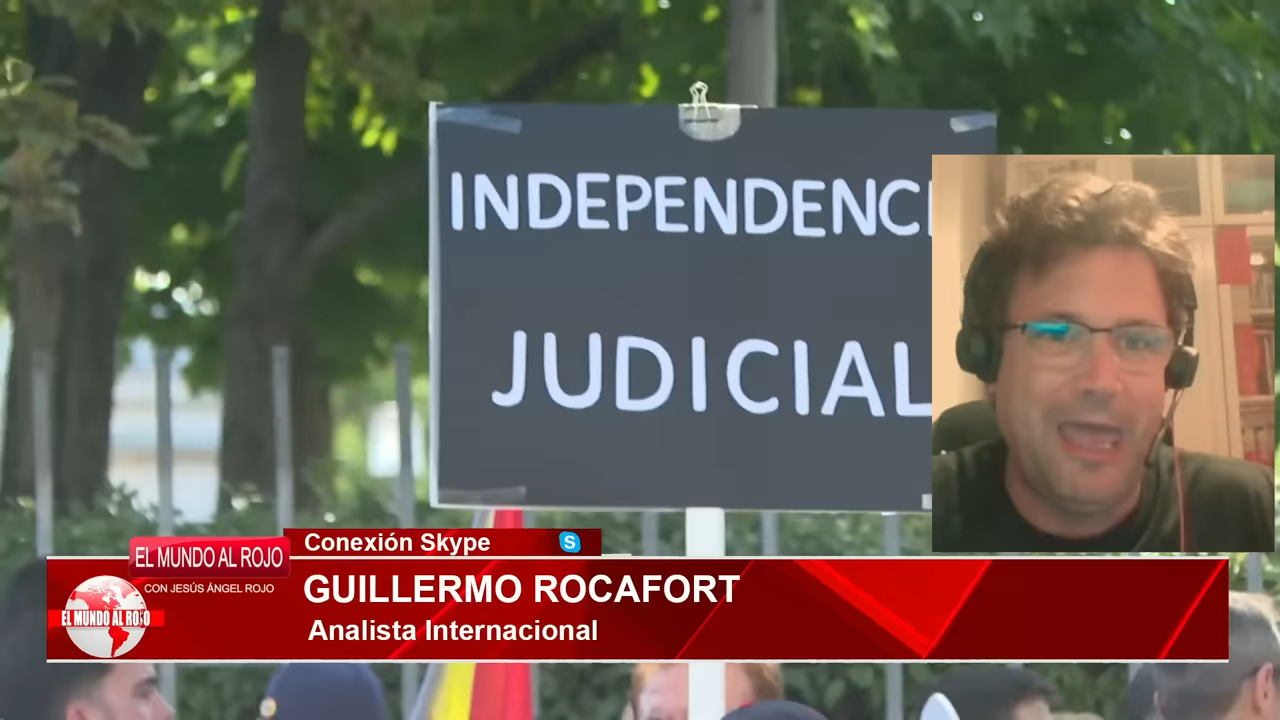 INDEPENDENCI
JUDICIAL
Conexión Skype
EL MUNDO AL ROJO
CON JESÚS ÁNGEL ROJO
EL MUNDO AL ROJO
GUILLERMO ROCAFORT
Analista Internacional